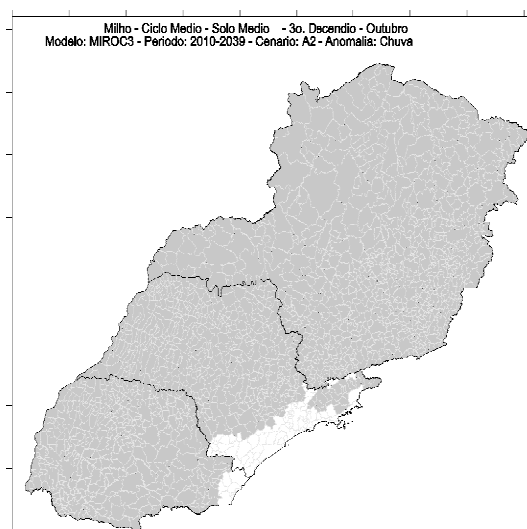 Milho - Ciclo Medio - Solo Medio - 3o. Decendio - Outubro
Modelo: MIROC3 - Periodo: 2010-2039 - Cenario: A2 - Anomalia: Chuva